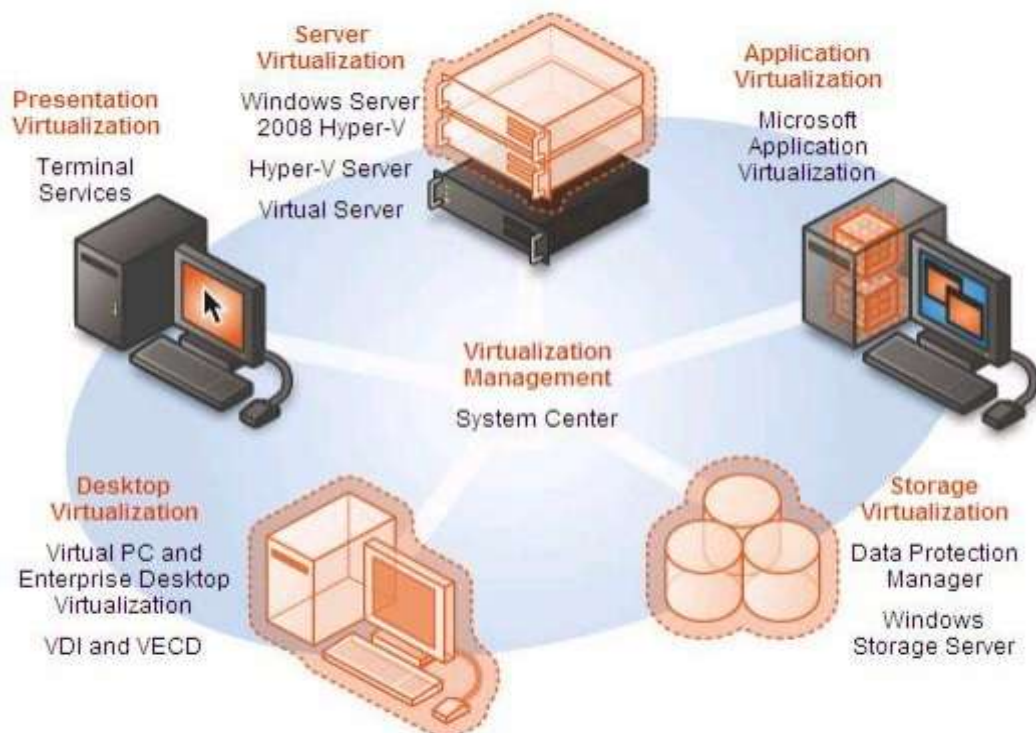 Server
Virtualization
Windows Server
2008 Hyper-V
Hyper-V Server
Virtual Server
Application
Virtualization
Microsoft
Application
Virtualization
Presentation
Virtualization
Terminal
Services
Virtualization
Management
System Center
Desktop
Virtualization
Virtual PC and
Enterprise Desktop
Virtualization
VDI and VECD
Storage
Virtualization
Data Protection
Manager
Windows
Storage Server